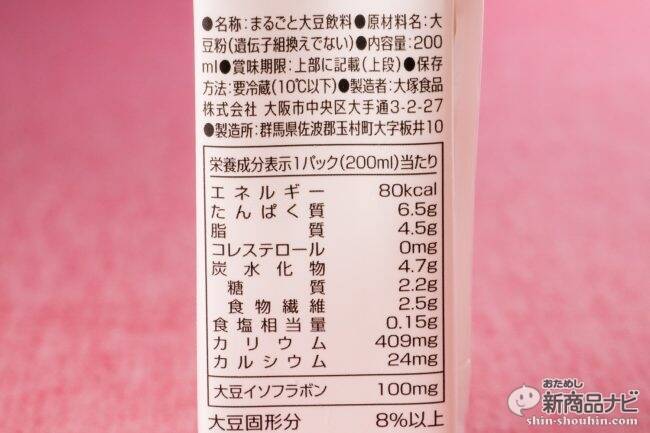 ●名称:まるごと大豆飲料●原材料名:大
豆粉(遺伝子組換えでない)●内容量:200
ml●賞味期限:上部に記載(上段)●保存
方法:要冷蔵(10℃以下)●製造者:大塚食品
株式会社 大阪市中央区大手通3-2-27
●製造所:群馬県佐波郡玉村町大字板井10
栄養成分表示1パック(200ml)当たり
エネルギー 80kcal
たんぱく質 6.5g
脂質 4.5g
コレステロール 0mg
炭水化物 4.7g
糖質 2.2g
食物繊維 2.5g
食塩相当量 0.15g
カリウム 409mg
カルシウム 24mg
大豆イソフラボン 100mg
大豆固形分 8%以上
おためし
新商品ナビ
shin-shouhin.com